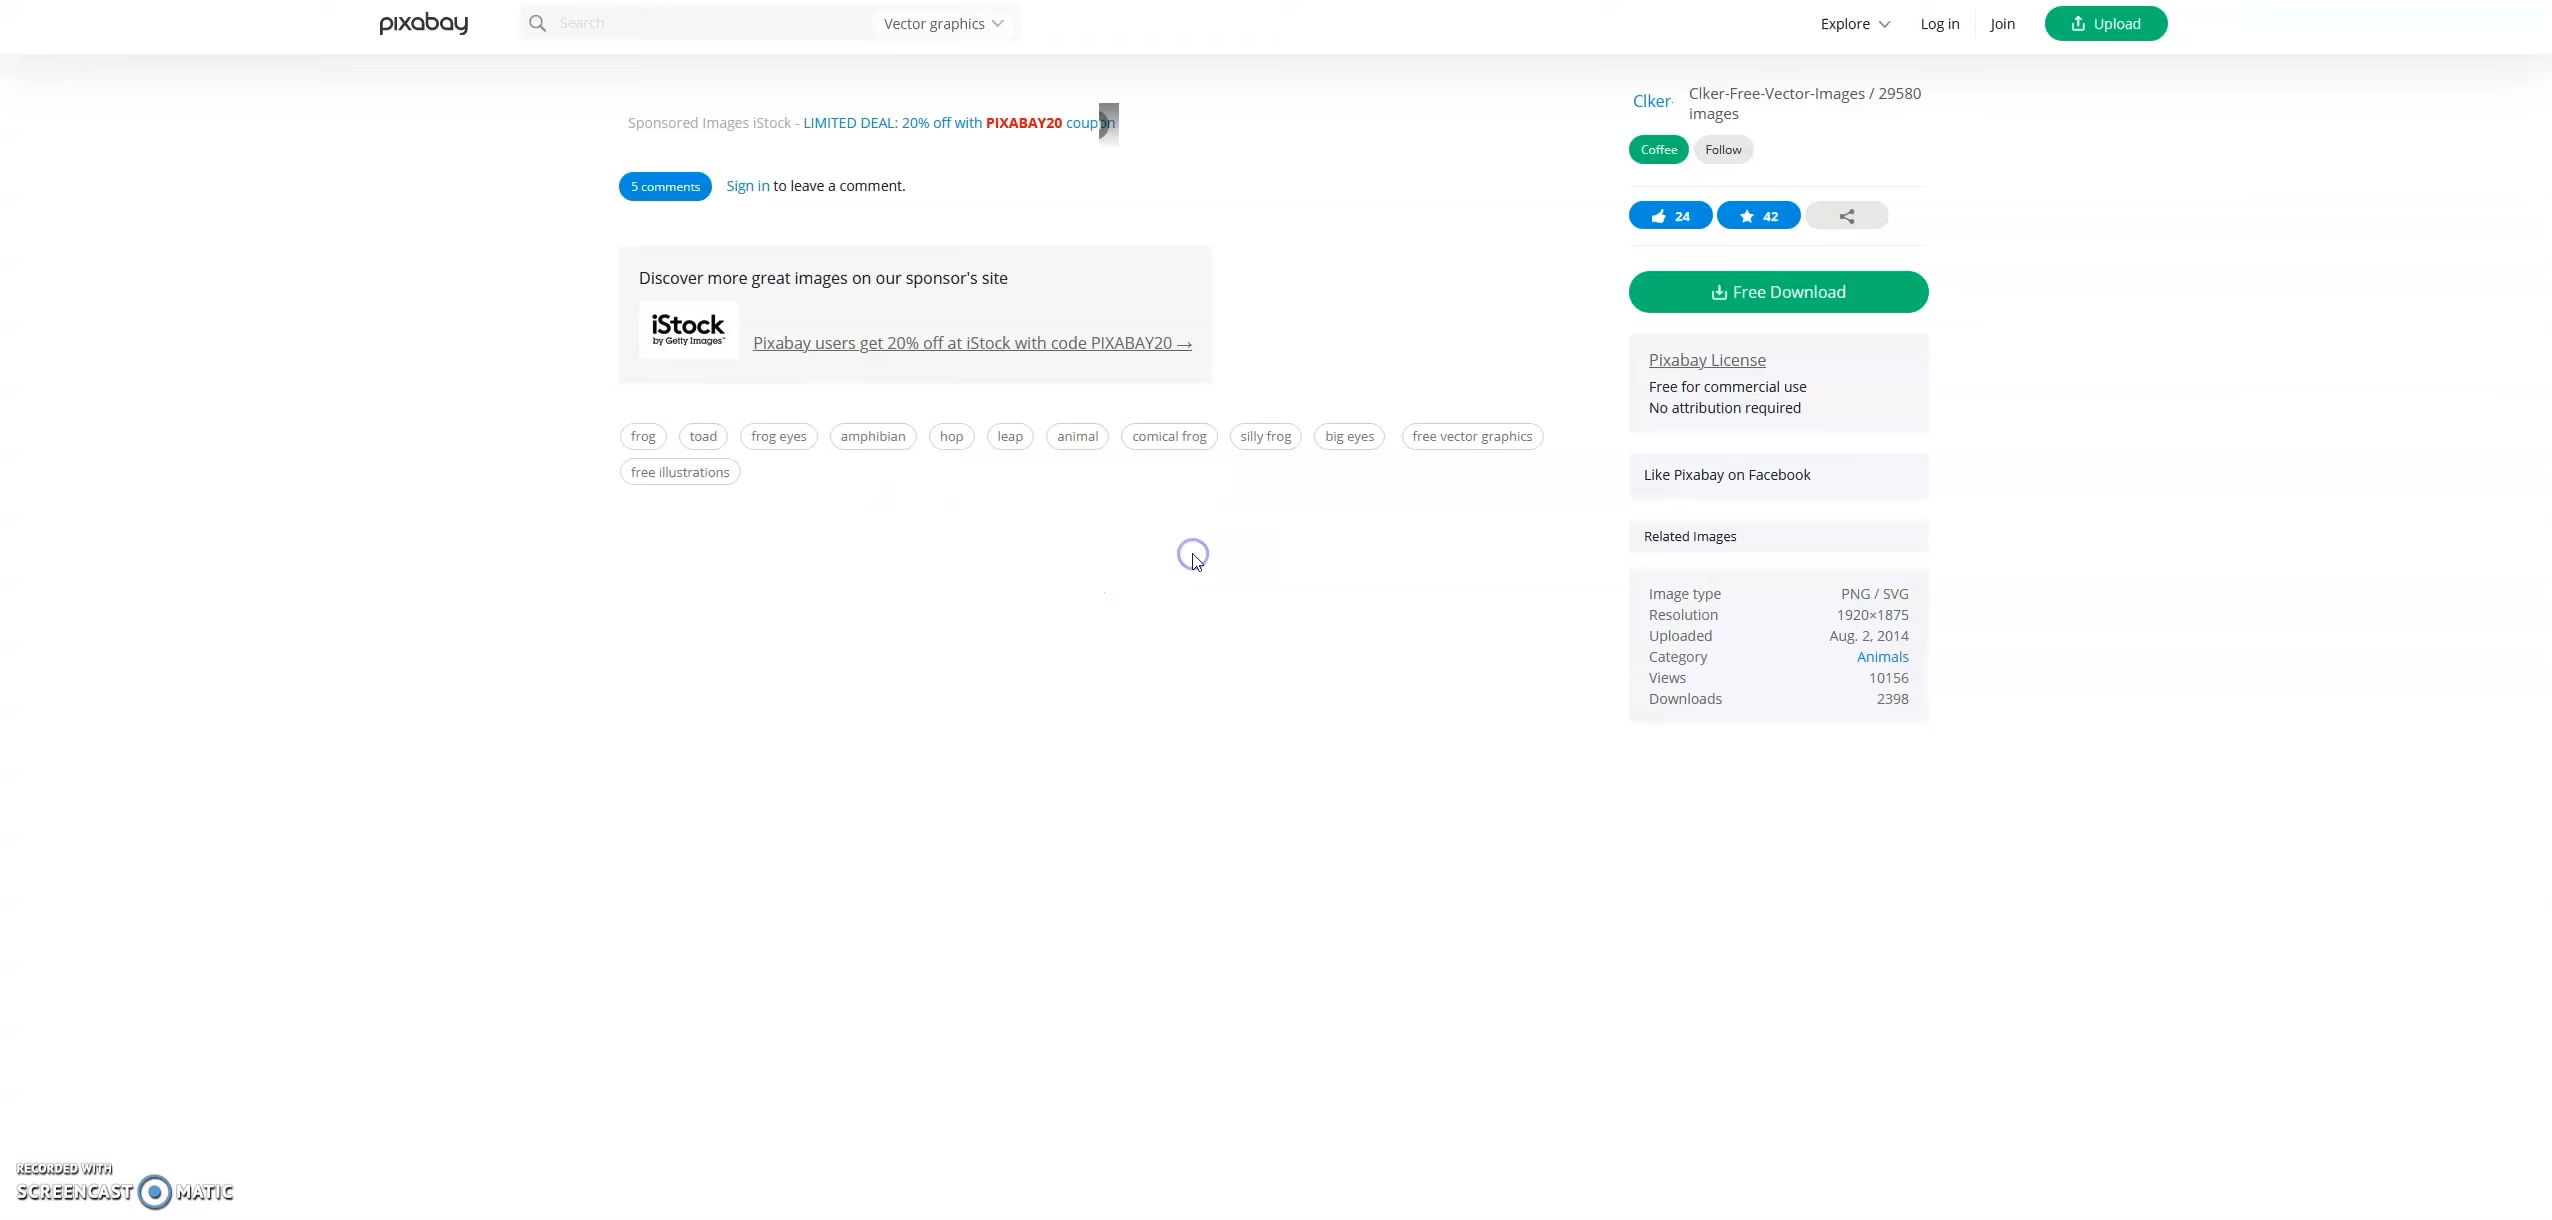 pixabay
Search
Vector graphics
Explore
Log in
Join
Upload
Sponsored Images iStock - LIMITED DEAL: 20% off with PIXABAY20 coupon
5 comments
Sign in to leave a comment.
Discover more great images on our sponsor's site
iStock
by Getty Images™
Pixabay users get 20% off at iStock with code PIXABAY20 →
frog
toad
frog eyes
amphibian
hop
leap
animal
comical frog
silly frog
big eyes
free vector graphics
free illustrations
Clker-
Clker-Free-Vector-Images / 29580
images
Coffee
Follow
24
42
Free Download
Pixabay License
Free for commercial use
No attribution required
Like Pixabay on Facebook
Related Images
Image type PNG / SVG
Resolution 1920×1875
Uploaded Aug. 2, 2014
Category Animals
Views 10156
Downloads 2398
RECORDED WITH
SCREENCAST MATIC